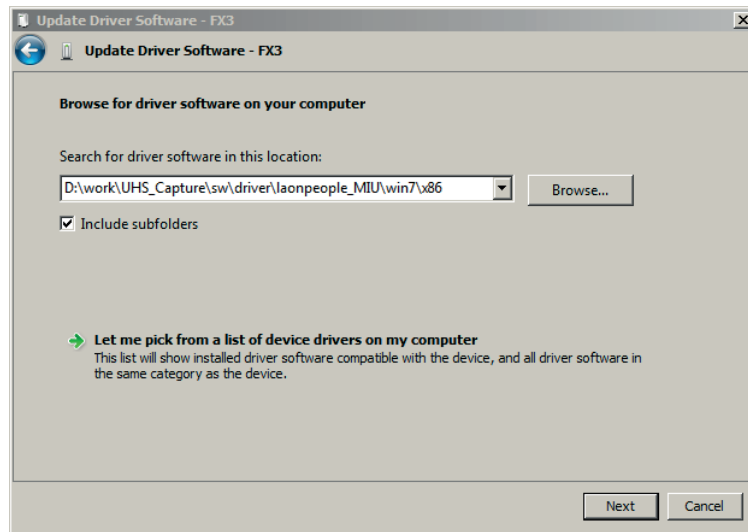 Update Driver Software - FX3
Update Driver Software - FX3
Browse for driver software on your computer
Search for driver software in this location:
D:\work\UHS_Capture\sw\driver\laonpeople_MIU\win7\x86
Browse...
Include subfolders
Let me pick from a list of device drivers on my computer
This list will show installed driver software compatible with the device, and all driver software in
the same category as the device.
Next Cancel